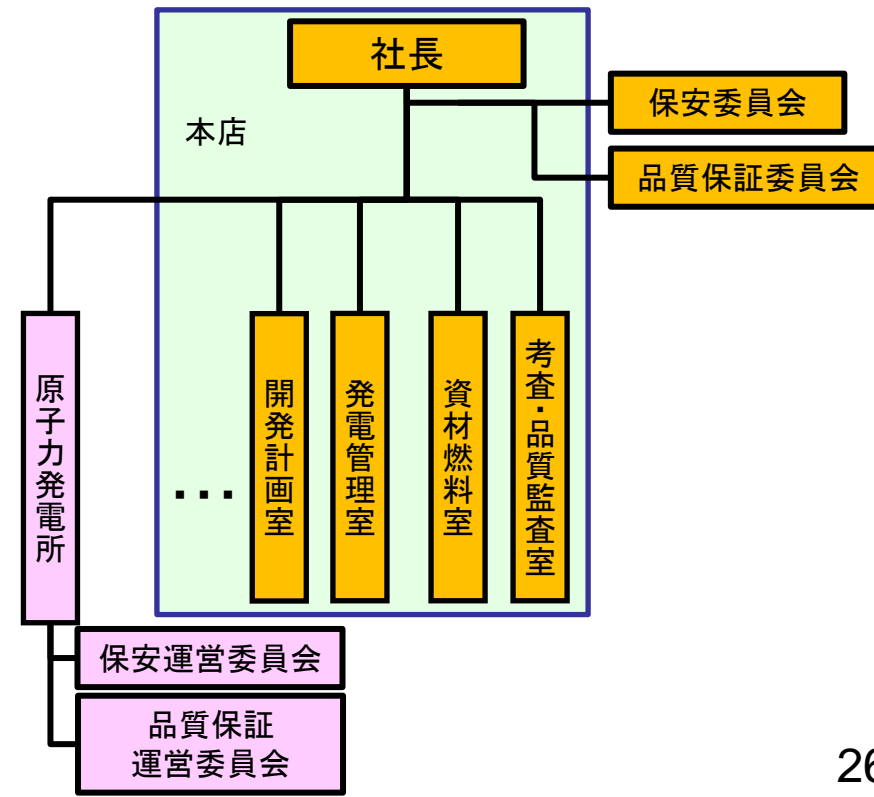 社長
本店
保安委員会
品質保証委員会
原子力発電所
・・・
開発計画室
発電管理室
資材燃料室
考査・品質監査室
保安運営委員会
品質保証
運営委員会
26